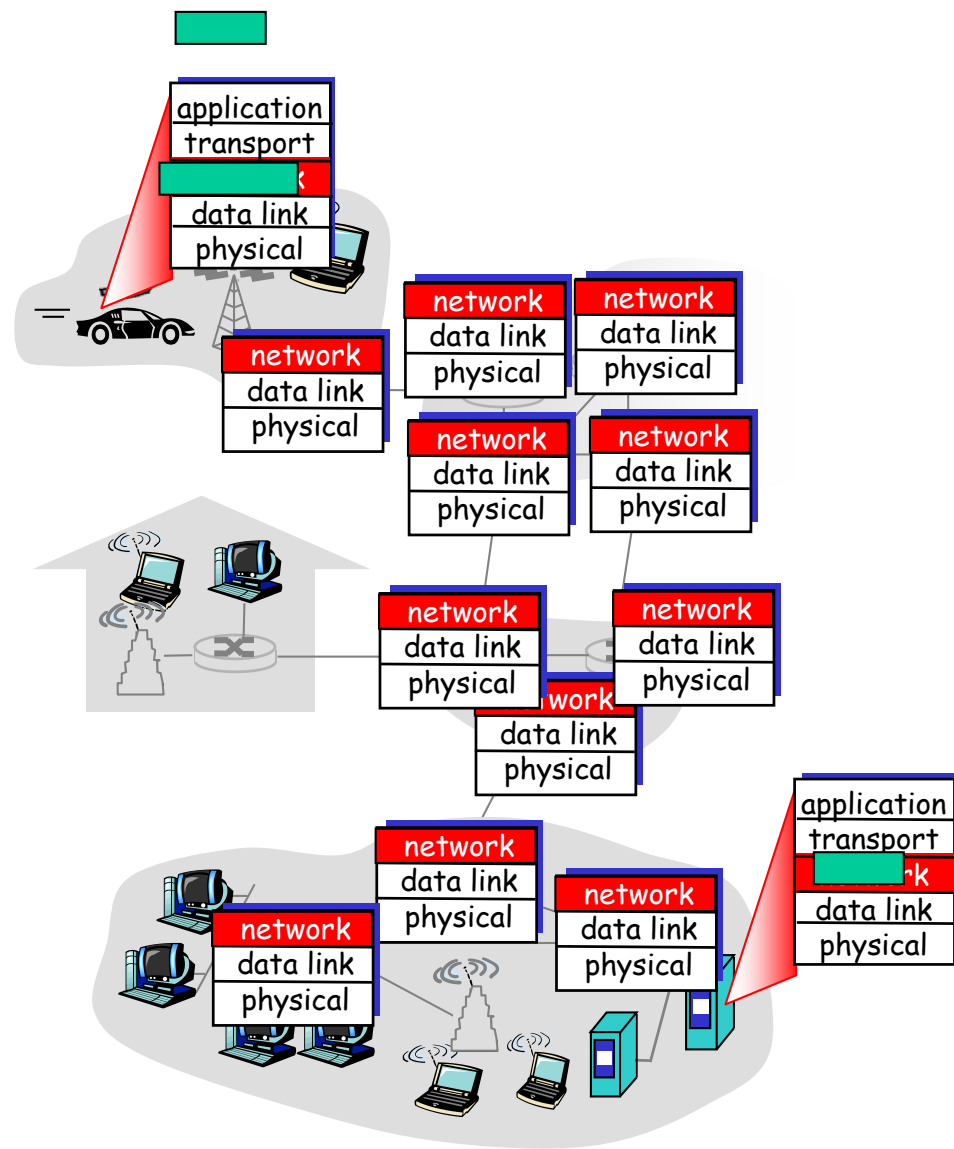 application
transport
k
data link
physical
network
data link
physical
network
data link
physical
network
data link
physical
network
data link
physical
network
data link
physical
network
data link
physical
network
data link
physical
work
data link
physical
application
transport
rk
data link
physical
network
data link
physical
network
data link
physical
network
data link
physical